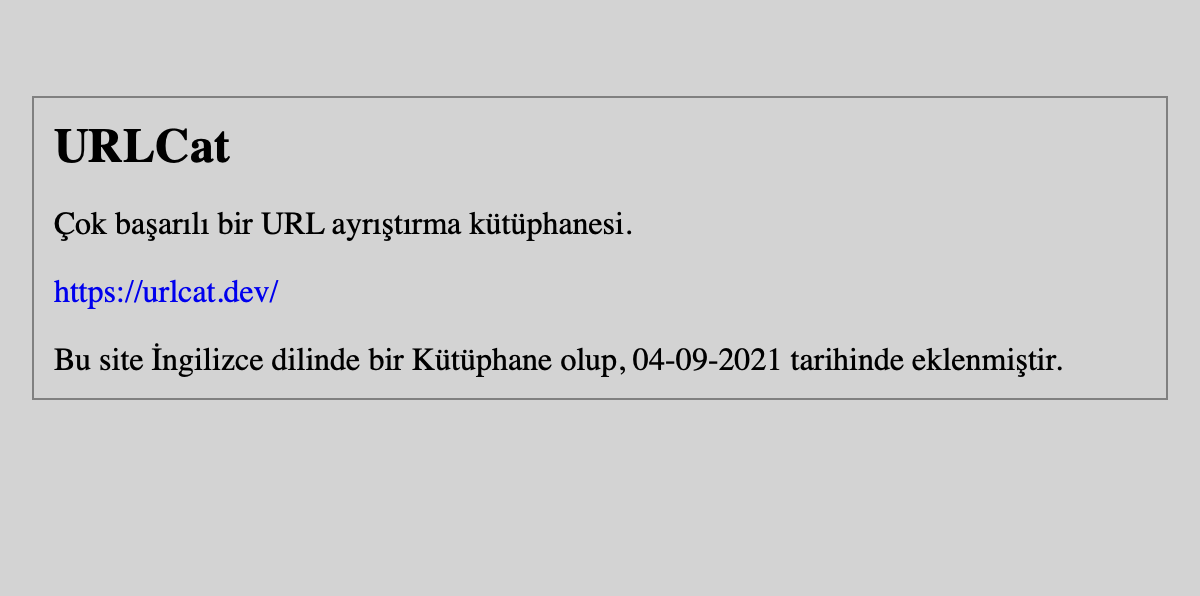 URLCat
Çok başarılı bir URL ayrıştırma kütüphanesi.
https://urlcat.dev/
Bu site İngilizce dilinde bir Kütüphane olup, 04-09-2021 tarihinde eklenmiştir.